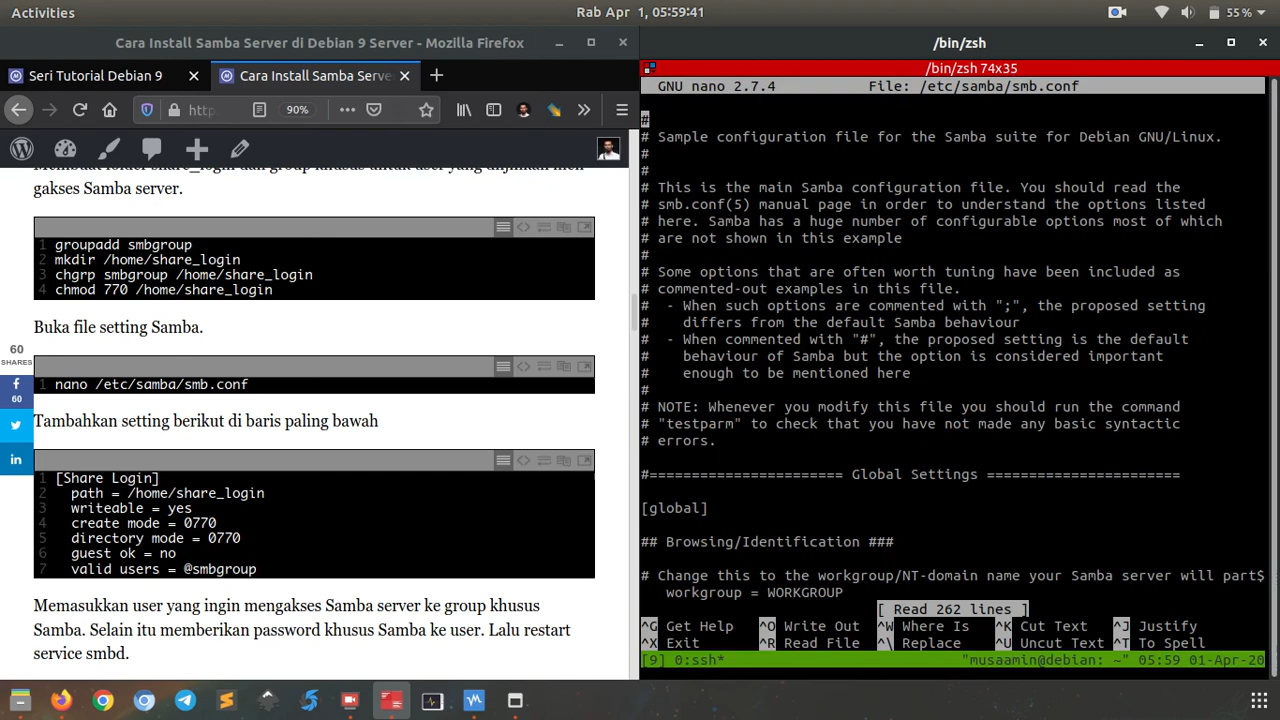 Activities
Rab Apr 1, 05:59:41
55 %
Cara Install Samba Server di Debian 9 Server - Mozilla Firefox
Seri Tutorial Debian 9
Cara Install Samba Serve
http
90%
gakses Samba server.
1 groupadd smbgroup
2 mkdir /home/share_login
3 chgrp smbgroup /home/share_login
4 chmod 770 /home/share_login
Buka file setting Samba.
60
SHARES
60
1 nano /etc/samba/smb.conf
Tambahkan setting berikut di baris paling bawah
1 [Share Login]
2 path = /home/share_login
3 writeable = yes
4 create mode = 0770
5 directory mode = 0770
6 guest ok = no
7 valid users = @smbgroup
Memasukkan user yang ingin mengakses Samba server ke group khusus
Samba. Selain itu memberikan password khusus Samba ke user. Lalu restart
service smbd.
/bin/zsh
/bin/zsh 74x35
GNU nano 2.7.4 File: /etc/samba/smb.conf
#
# Sample configuration file for the Samba suite for Debian GNU/Linux.
#
#
# This is the main Samba configuration file. You should read the
# smb.conf(5) manual page in order to understand the options listed
# here. Samba has a huge number of configurable options most of which
# are not shown in this example
#
# Some options that are often worth tuning have been included as
# commented-out examples in this file.
#  - When such options are commented with ";", the proposed setting
#    differs from the default Samba behaviour
#  - When commented with "#", the proposed setting is the default
#    behaviour of Samba but the option is considered important
#    enough to be mentioned here
#
# NOTE: Whenever you modify this file you should run the command
# "testparm" to check that you have not made any basic syntactic
# errors.
#======================= Global Settings =======================
[global]
## Browsing/Identification ###
# Change this to the workgroup/NT-domain name your Samba server will part$
workgroup = WORKGROUP
[ Read 262 lines ]
^G Get Help ^O Write Out ^W Where Is ^K Cut Text ^J Justify
^X Exit ^R Read File ^\ Replace ^U Uncut Text ^T To Spell
[9] 0:ssh* "musaamin@debian: ~" 05:59 01-Apr-20